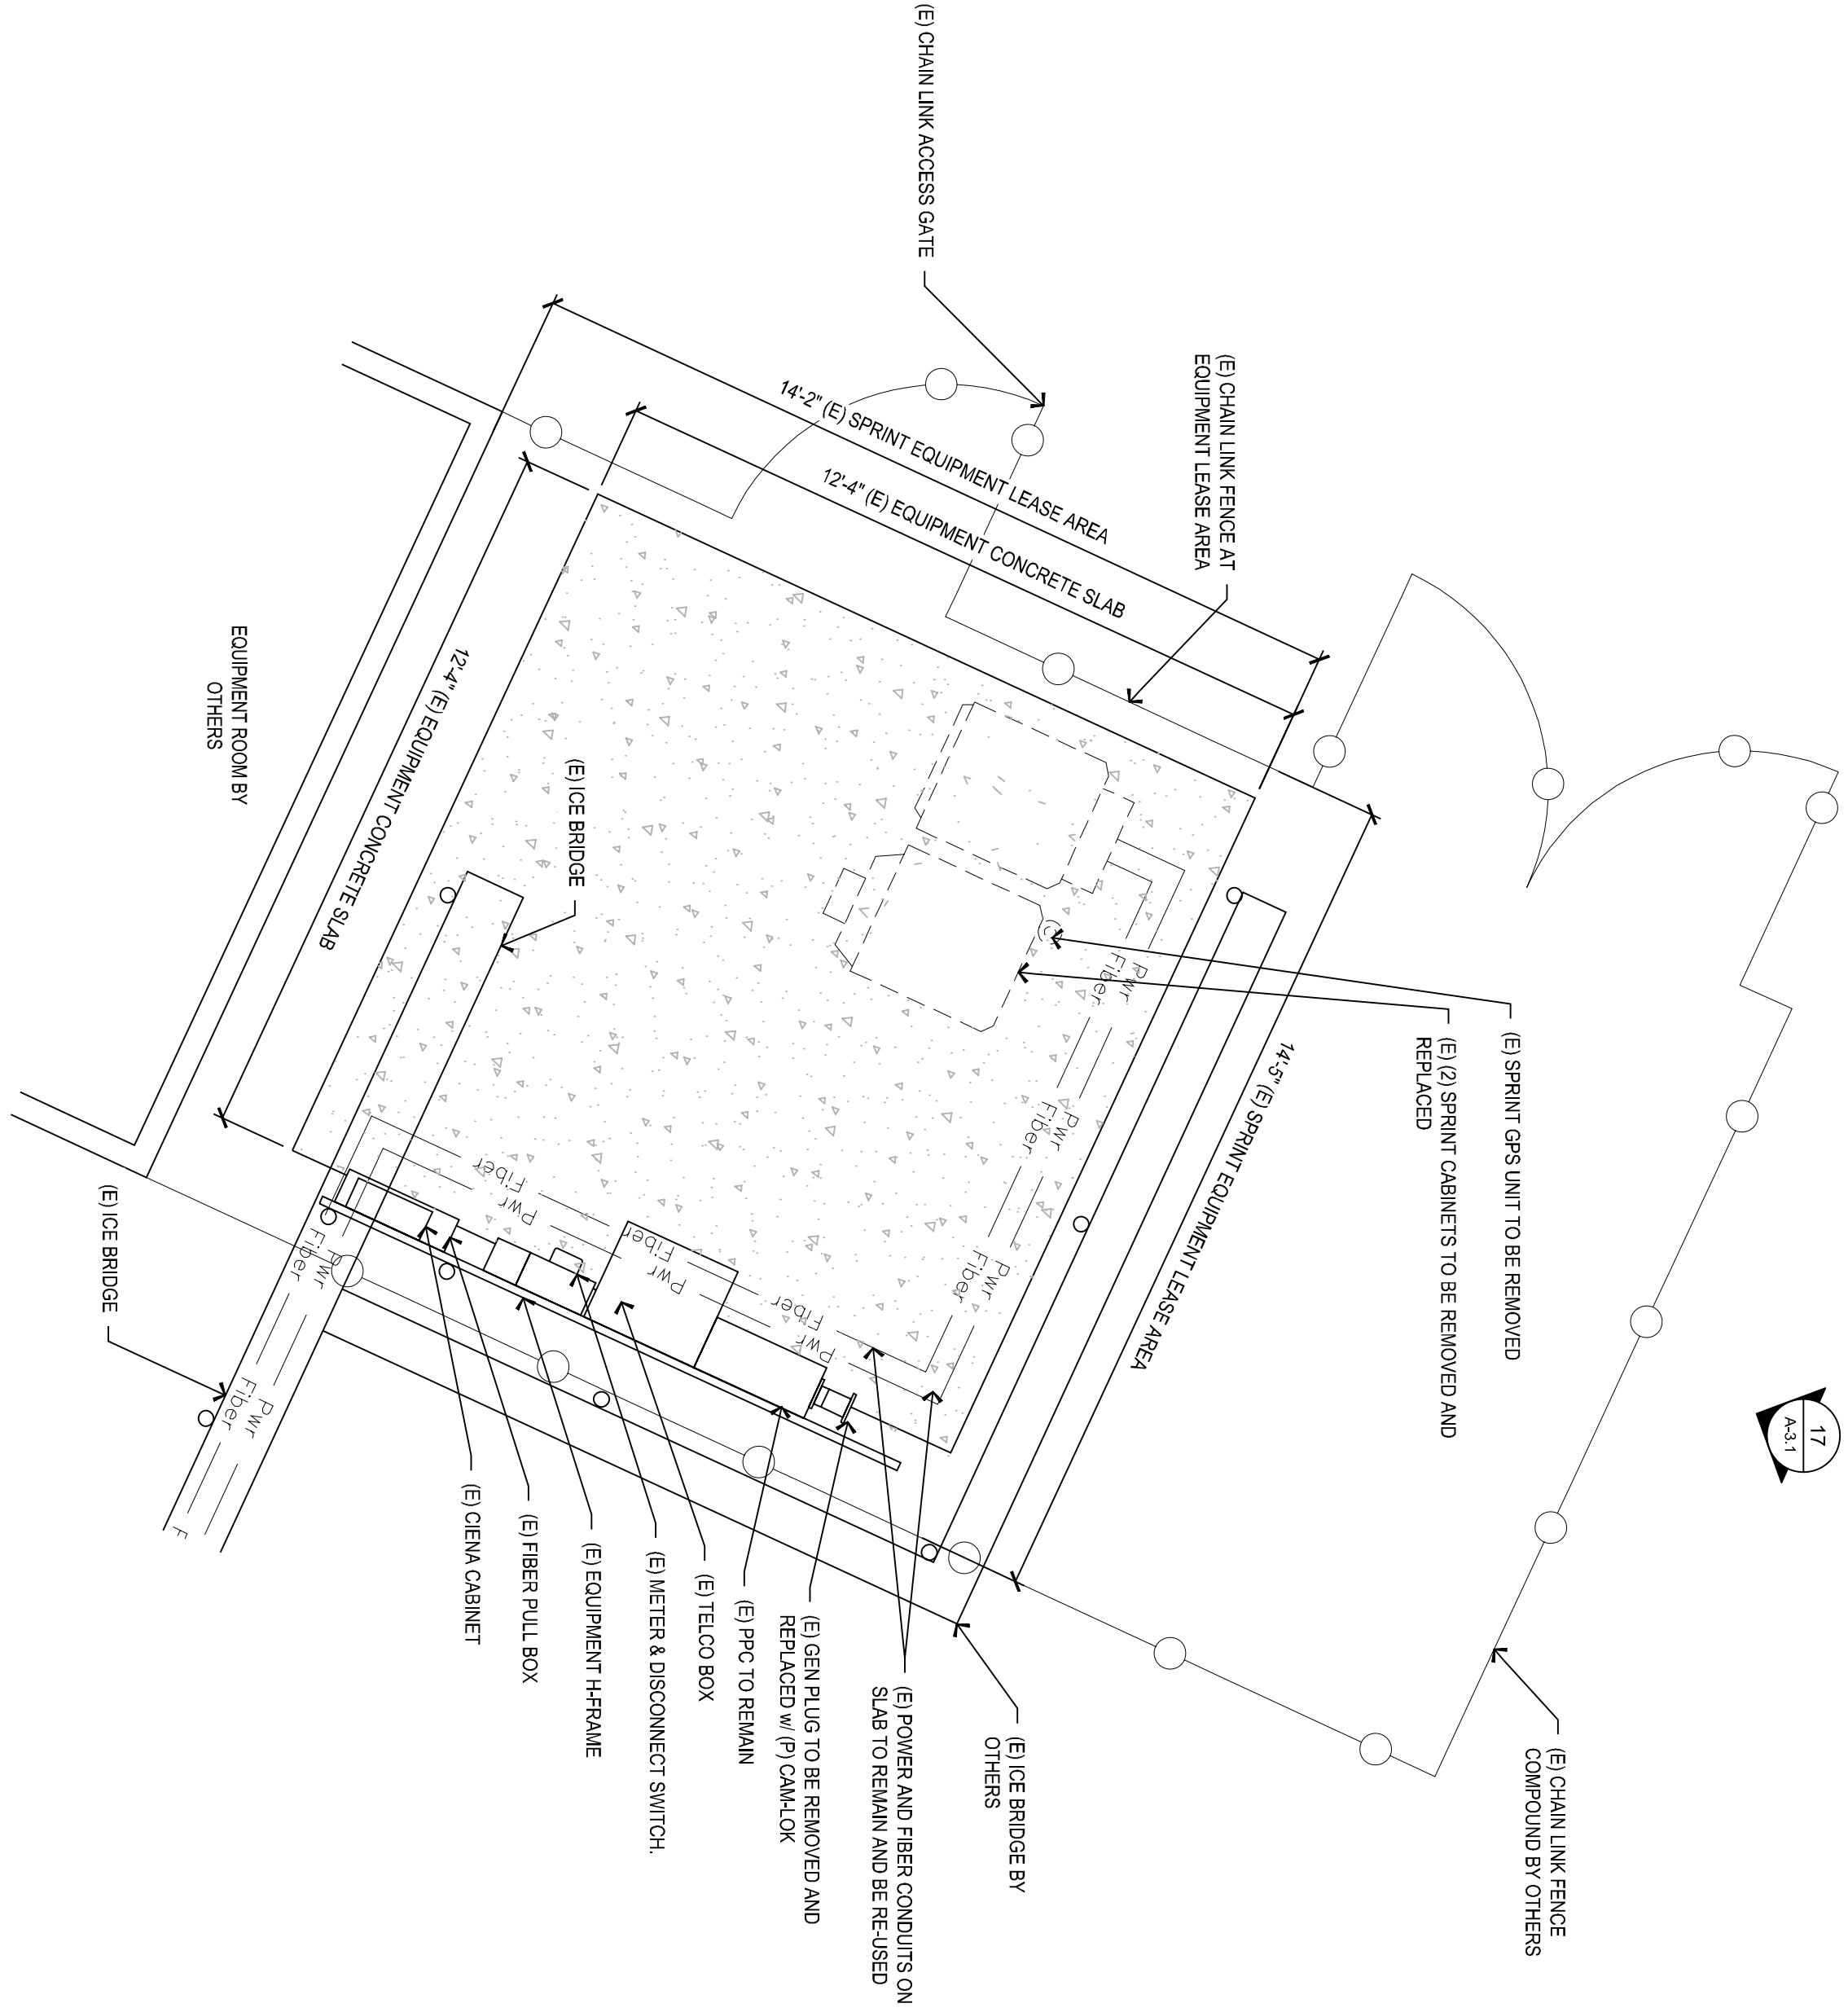 (E) CHAIN LINK ACCESS GATE
(E) CHAIN LINK FENCE AT
EQUIPMENT LEASE AREA
14'-2" (E) SPRINT EQUIPMENT LEASE AREA
12'-4" (E) EQUIPMENT CONCRETE SLAB
12'-4" (E) EQUIPMENT CONCRETE SLAB
EQUIPMENT ROOM BY
OTHERS
(E) ICE BRIDGE
14'-5" (E) SPRINT EQUIPMENT LEASE
AREA
(E) SPRINT GPS UNIT TO BE REMOVED
(E) (2) SPRINT CABINETS TO BE REMOVED AND
REPLACED
17
A-3.1
Pwr
Fiber
Pwr
Fiber
Pwr
Fiber
Fiber
Pwr
Fiber
Pwr
Fiber
Pwr
Pwr
Fiber
Pwr
Fiber
F
(E) ICE BRIDGE
(E) CIENA CABINET
(E) FIBER PULL BOX
(E) EQUIPMENT H-FRAME
(E) METER & DISCONNECT SWITCH.
(E) TELCO BOX
(E) PPC TO REMAIN
(E) GEN PLUG TO BE REMOVED AND
REPLACED w/ (P) CAM-LOK
(E) POWER AND FIBER CONDUITS ON
SLAB TO REMAIN AND BE RE-USED
(E) ICE BRIDGE BY
OTHERS
(E) CHAIN LINK FENCE
COMPOUND BY OTHERS